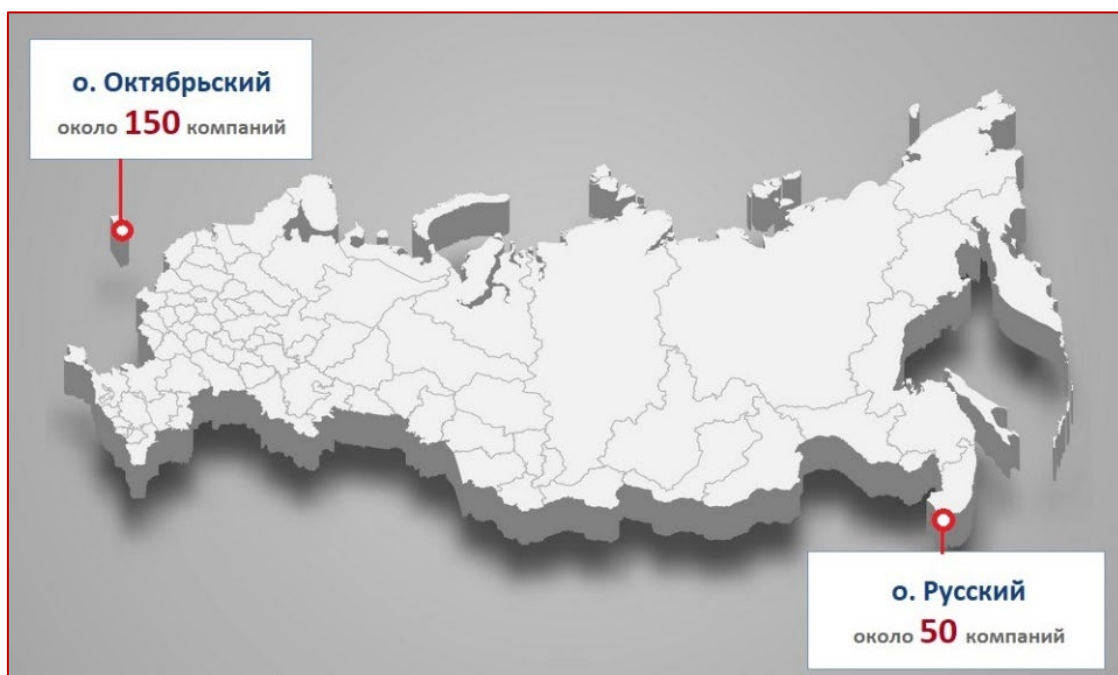 о. Октябрьский
около 150 компаний
о. Русский
около 50 компаний